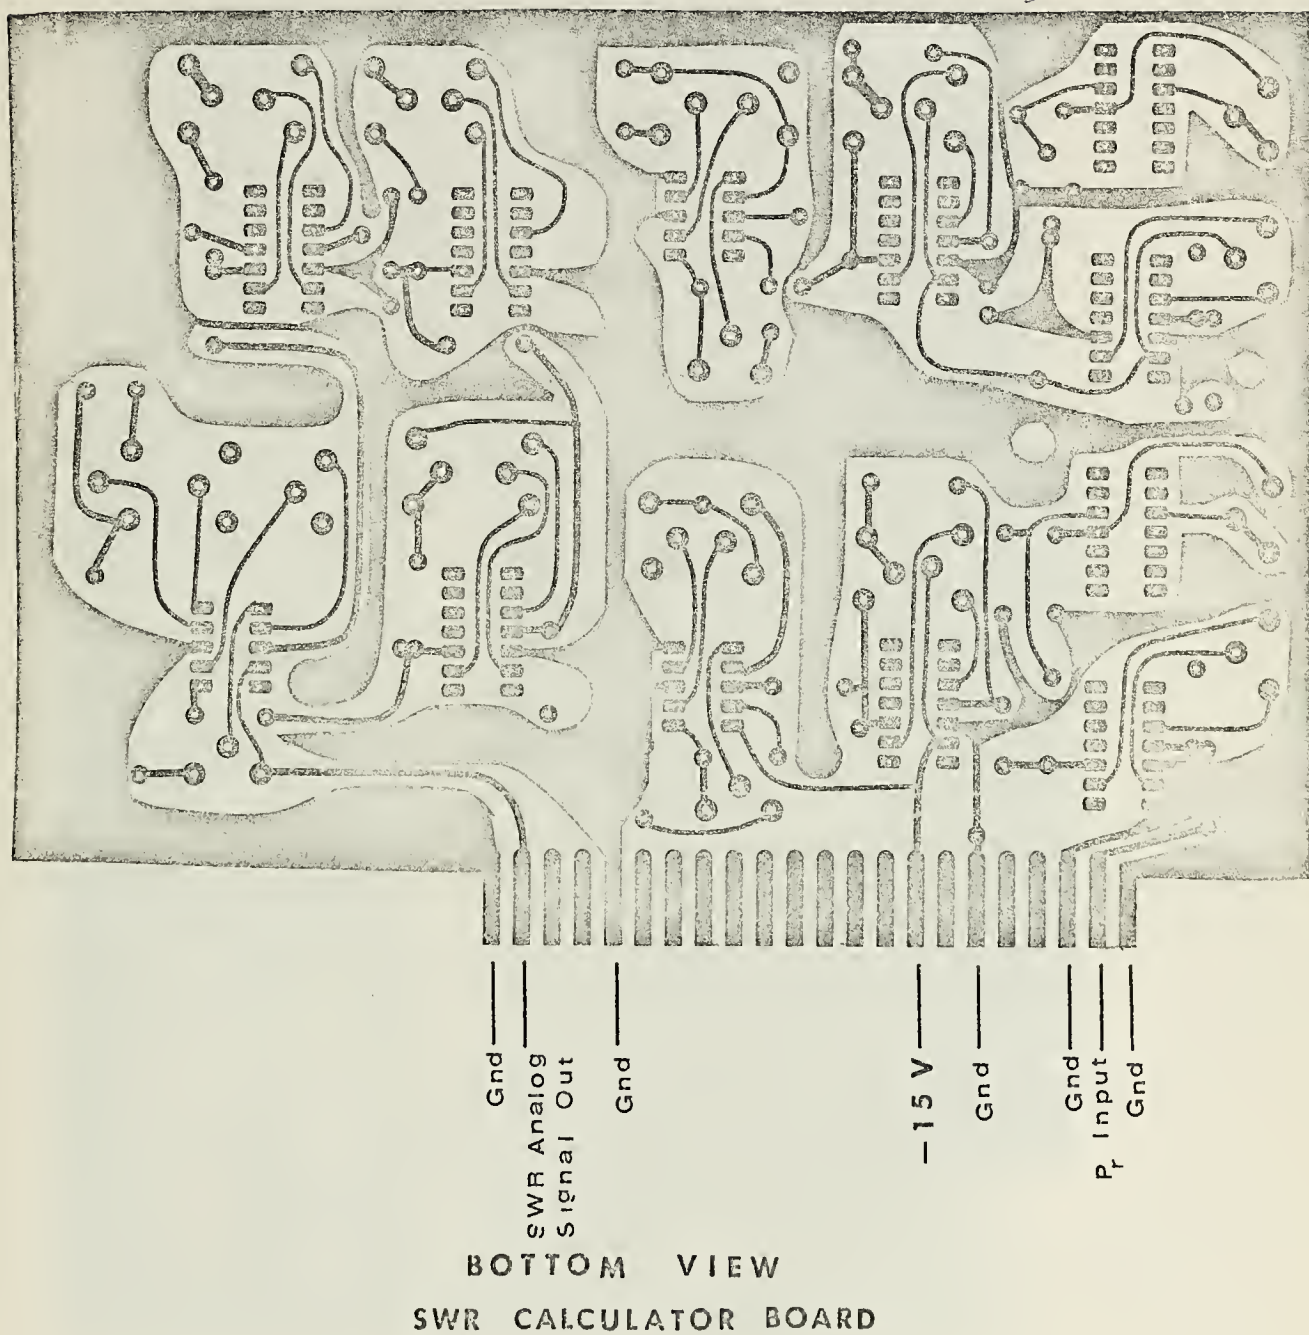 Gnd
SWR Analog
Signal Out
Gnd
-15 V
Gnd
Gnd
Pr Input
Gnd
BOTTOM VIEW
SWR CALCULATOR BOARD